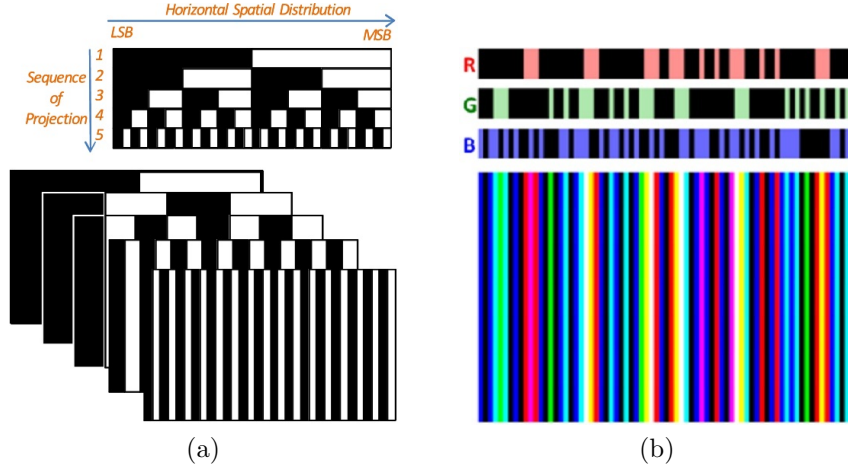 Horizontal Spatial Distribution
LSB
MSB
Sequence
of
Projection
1
2
3
4
5
R
G
B
(a)
(b)